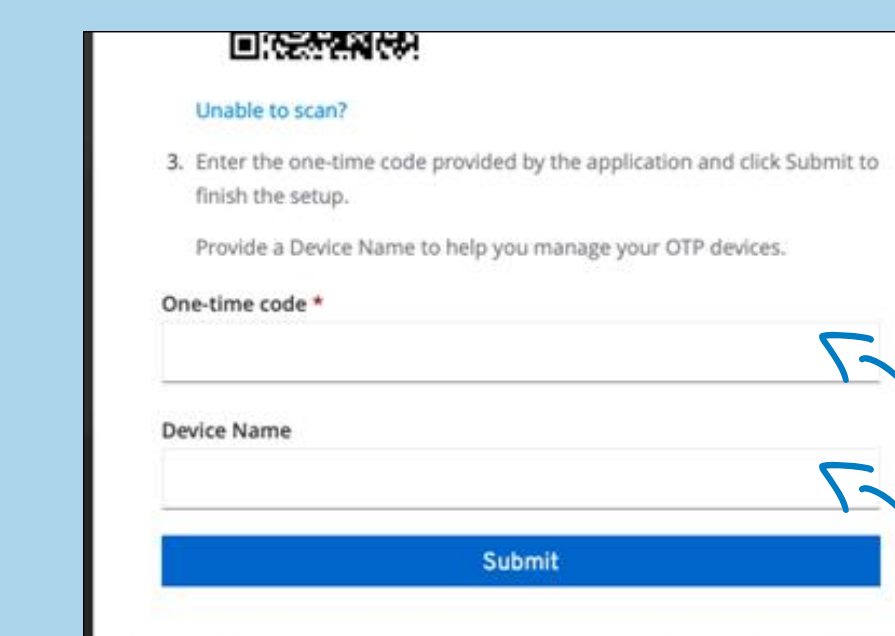 Unable to scan?
3. Enter the one-time code provided by the application and click Submit to
finish the setup.
Provide a Device Name to help you manage your OTP devices.
One-time code *
Device Name
Submit